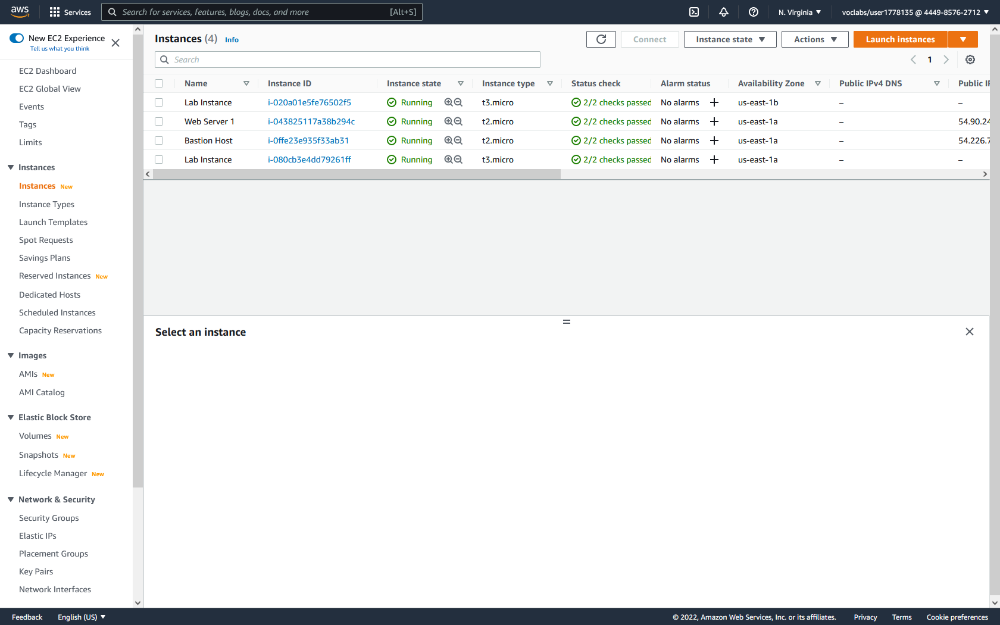 aws
Services
Search for services, features, blogs, docs, and more
[Alt+S]
N. Virginia
voclabs/user1778135 @ 4449-8576-2712
New EC2 Experience
Tell us what you think
EC2 Dashboard
EC2 Global View
Events
Tags
Limits
Instances
Instances New
Instance Types
Launch Templates
Spot Requests
Savings Plans
Reserved Instances New
Dedicated Hosts
Scheduled Instances
Capacity Reservations
Images
AMIs New
AMI Catalog
Elastic Block Store
Volumes New
Snapshots New
Lifecycle Manager New
Network & Security
Security Groups
Elastic IPs
Placement Groups
Key Pairs
Network Interfaces
Instances (4) Info
Connect
Instance state
Actions
Launch instances
Search
1
Name Instance ID Instance state Instance type Status check Alarm status Availability Zone Public IPv4 DNS Public IP
Lab Instance i-020a01e5fe76502f5 Running t3.micro 2/2 checks passed No alarms + us-east-1b – –
Web Server 1 i-043825117a38b294c Running t2.micro 2/2 checks passed No alarms + us-east-1a – 54.90.24
Bastion Host i-0ffe23e935f33ab31 Running t2.micro 2/2 checks passed No alarms + us-east-1a – 54.226.7
Lab Instance i-080cb3e4dd79261ff Running t3.micro 2/2 checks passed No alarms + us-east-1a – –
Select an instance
Feedback
English (US)
© 2022, Amazon Web Services, Inc. or its affiliates.
Privacy
Terms
Cookie preferences